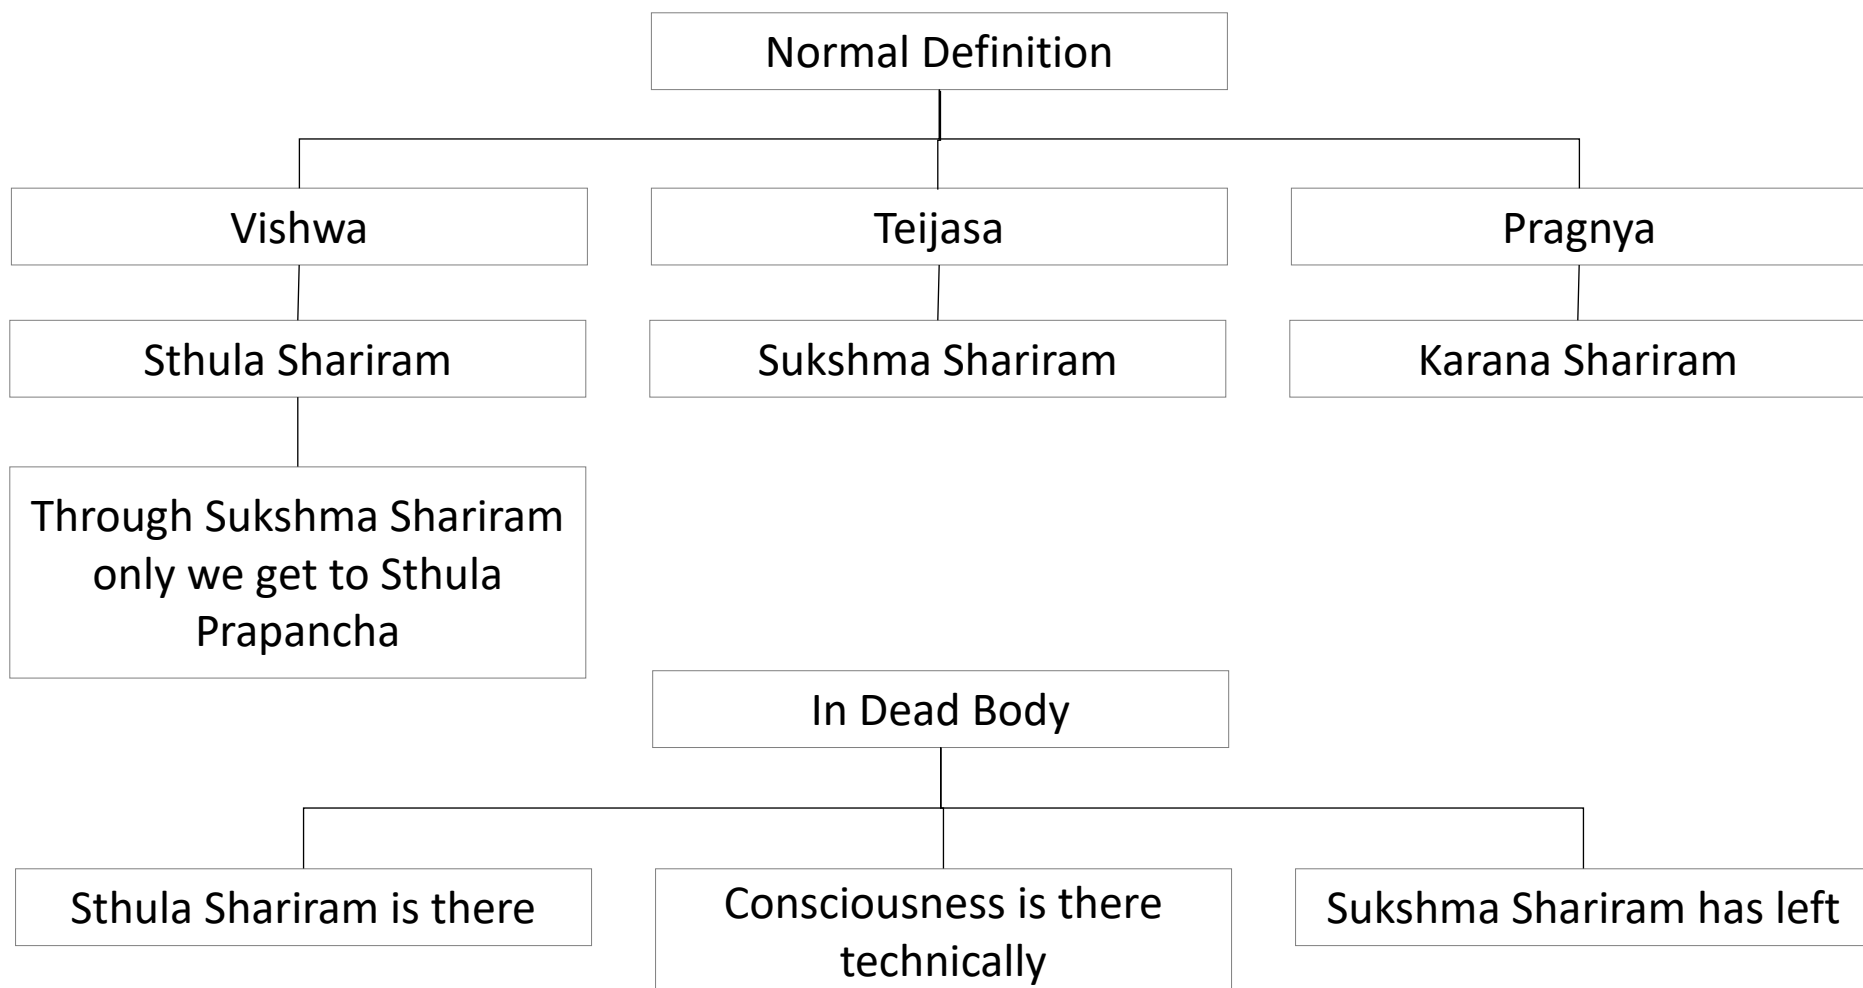 Normal Definition
Vishwa
Teijasa
Pragnya
Sthula Shariram
Sukshma Shariram
Karana Shariram
Through Sukshma Shariram
only we get to Sthula
Prapancha
In Dead Body
Sthula Shariram is there
Consciousness is there
technically
Sukshma Shariram has left